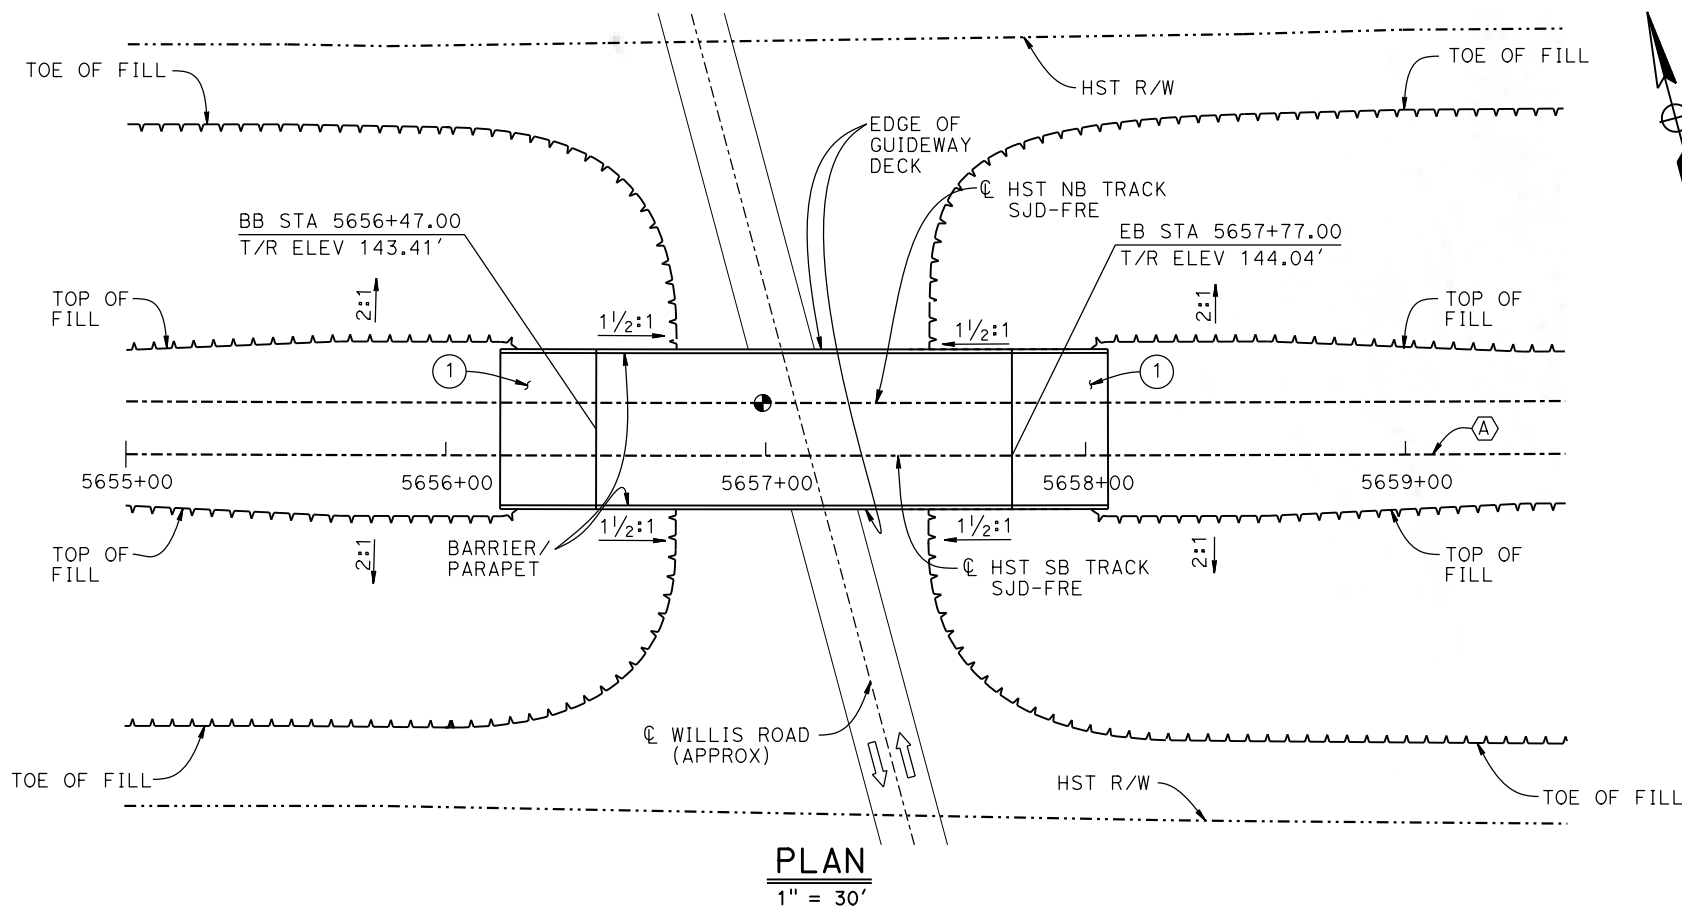 TOE OF FILL
HST R/W
TOE OF FILL
EDGE OF
GUIDEWAY
DECK
℄ HST NB TRACK
SJD-FRE
BB STA 5656+47.00
T/R ELEV 143.41'
EB STA 5657+77.00
T/R ELEV 144.04'
2:1
2:1
TOP OF
FILL
1½:1
1½:1
TOP OF
FILL
1
1
A
5655+00
5656+00
5657+00
5658+00
5659+00
1½:1
1½:1
TOP OF
FILL
2:1
BARRIER/
PARAPET
℄ HST SB TRACK
SJD-FRE
2:1
TOP OF
FILL
℄ WILLIS ROAD
(APPROX)
TOE OF FILL
HST R/W
TOE OF FILL
PLAN
1" = 30'